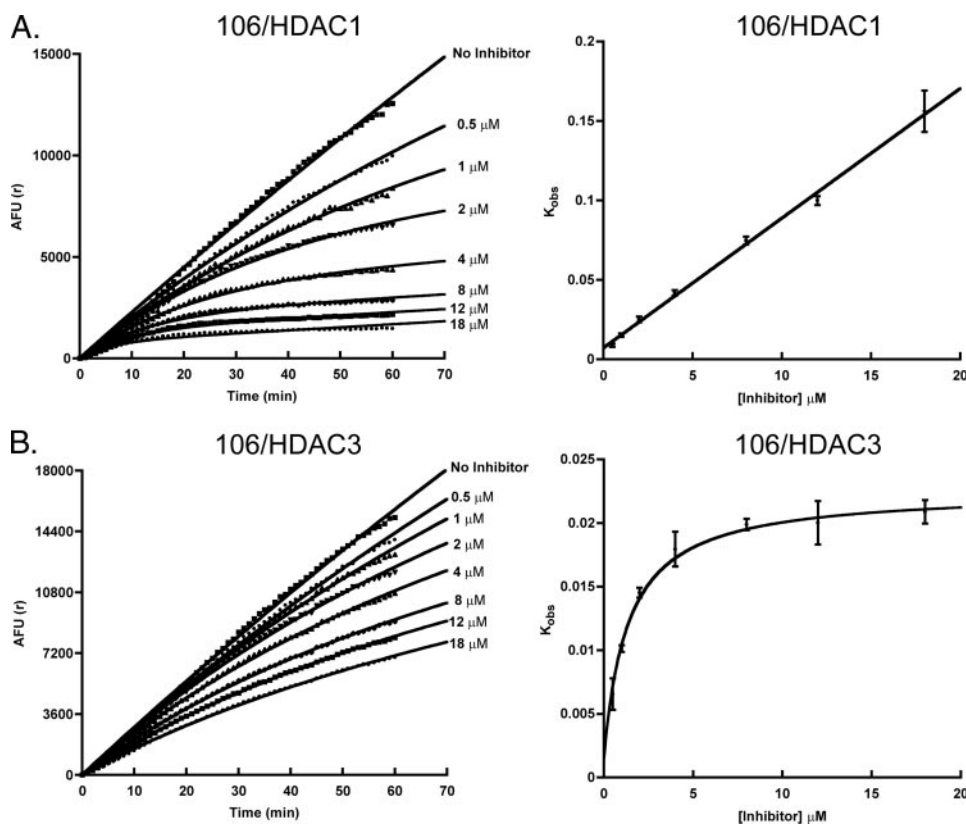 A.
106/HDAC1
15000
10000
5000
0
AFU (r)
0 10 20 30 40 50 60 70
Time (min)
No Inhibitor
0.5 μM
1 μM
2 μM
4 μM
8 μM
12 μM
18 μM
106/HDAC1
0.2
0.15
0.1
0.05
0
Kobs
0 5 10 15 20
[Inhibitor] μM
B.
106/HDAC3
18000
14400
10800
7200
3600
0
AFU (r)
0 10 20 30 40 50 60 70
Time (min)
No Inhibitor
0.5 μM
1 μM
2 μM
4 μM
8 μM
12 μM
18 μM
106/HDAC3
0.025
0.02
0.015
0.01
0.005
0
Kobs
0 5 10 15 20
[Inhibitor] μM